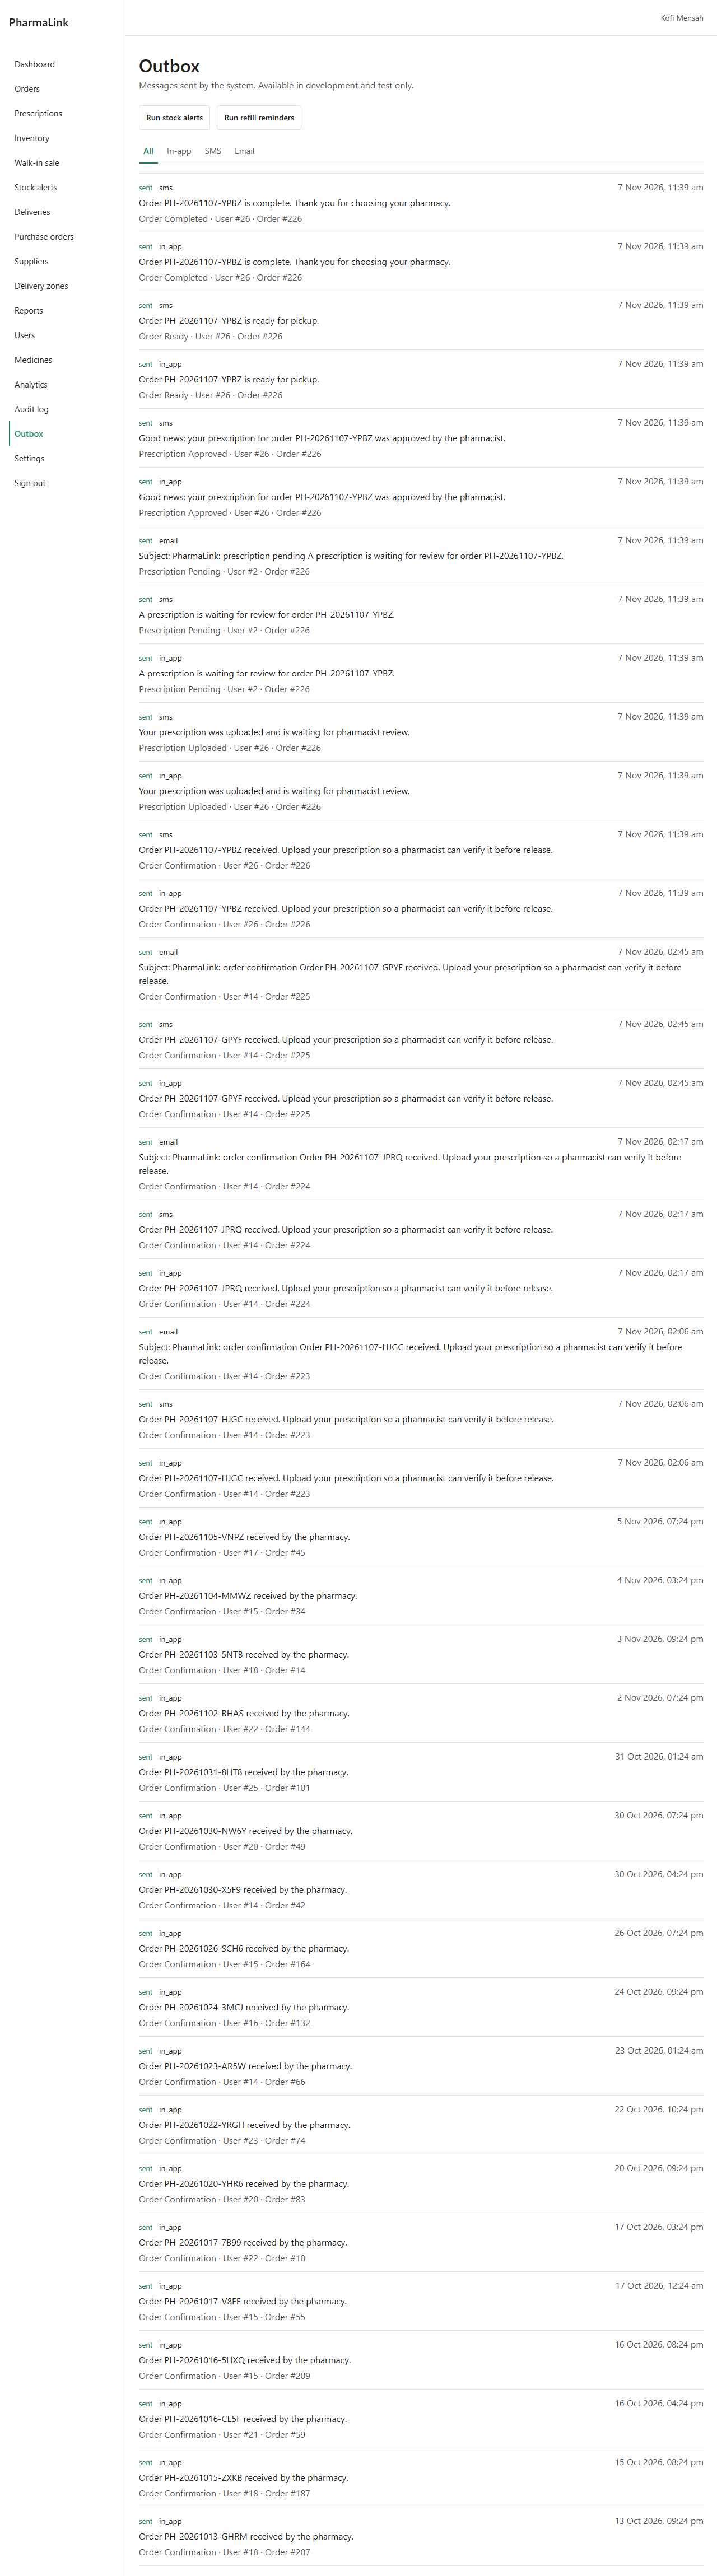 PharmaLink
Kofi Mensah
Dashboard
Orders
Prescriptions
Inventory
Walk-in sale
Stock alerts
Deliveries
Purchase orders
Suppliers
Delivery zones
Reports
Users
Medicines
Analytics
Audit log
Outbox
Settings
Sign out
Outbox
Messages sent by the system. Available in development and test only.
Run stock alerts Run refill reminders
All In-app SMS Email
sent sms 7 Nov 2026, 11:39 am
Order PH-20261107-YPBZ is complete. Thank you for choosing your pharmacy.
Order Completed · User #26 · Order #226
sent in_app 7 Nov 2026, 11:39 am
Order PH-20261107-YPBZ is complete. Thank you for choosing your pharmacy.
Order Completed · User #26 · Order #226
sent sms 7 Nov 2026, 11:39 am
Order PH-20261107-YPBZ is ready for pickup.
Order Ready · User #26 · Order #226
sent in_app 7 Nov 2026, 11:39 am
Order PH-20261107-YPBZ is ready for pickup.
Order Ready · User #26 · Order #226
sent sms 7 Nov 2026, 11:39 am
Good news: your prescription for order PH-20261107-YPBZ was approved by the pharmacist.
Prescription Approved · User #26 · Order #226
sent in_app 7 Nov 2026, 11:39 am
Good news: your prescription for order PH-20261107-YPBZ was approved by the pharmacist.
Prescription Approved · User #26 · Order #226
sent email 7 Nov 2026, 11:39 am
Subject: PharmaLink: prescription pending A prescription is waiting for review for order PH-20261107-YPBZ.
Prescription Pending · User #2 · Order #226
sent sms 7 Nov 2026, 11:39 am
A prescription is waiting for review for order PH-20261107-YPBZ.
Prescription Pending · User #2 · Order #226
sent in_app 7 Nov 2026, 11:39 am
A prescription is waiting for review for order PH-20261107-YPBZ.
Prescription Pending · User #2 · Order #226
sent sms 7 Nov 2026, 11:39 am
Your prescription was uploaded and is waiting for pharmacist review.
Prescription Uploaded · User #26 · Order #226
sent in_app 7 Nov 2026, 11:39 am
Your prescription was uploaded and is waiting for pharmacist review.
Prescription Uploaded · User #26 · Order #226
sent sms 7 Nov 2026, 11:39 am
Order PH-20261107-YPBZ received. Upload your prescription so a pharmacist can verify it before release.
Order Confirmation · User #26 · Order #226
sent in_app 7 Nov 2026, 11:39 am
Order PH-20261107-YPBZ received. Upload your prescription so a pharmacist can verify it before release.
Order Confirmation · User #26 · Order #226
sent email 7 Nov 2026, 02:45 am
Subject: PharmaLink: order confirmation Order PH-20261107-GPYF received. Upload your prescription so a pharmacist can verify it before
release.
Order Confirmation · User #14 · Order #225
sent sms 7 Nov 2026, 02:45 am
Order PH-20261107-GPYF received. Upload your prescription so a pharmacist can verify it before release.
Order Confirmation · User #14 · Order #225
sent in_app 7 Nov 2026, 02:45 am
Order PH-20261107-GPYF received. Upload your prescription so a pharmacist can verify it before release.
Order Confirmation · User #14 · Order #225
sent email 7 Nov 2026, 02:17 am
Subject: PharmaLink: order confirmation Order PH-20261107-JPRQ received. Upload your prescription so a pharmacist can verify it before
release.
Order Confirmation · User #14 · Order #224
sent sms 7 Nov 2026, 02:17 am
Order PH-20261107-JPRQ received. Upload your prescription so a pharmacist can verify it before release.
Order Confirmation · User #14 · Order #224
sent in_app 7 Nov 2026, 02:17 am
Order PH-20261107-JPRQ received. Upload your prescription so a pharmacist can verify it before release.
Order Confirmation · User #14 · Order #224
sent email 7 Nov 2026, 02:06 am
Subject: PharmaLink: order confirmation Order PH-20261107-HJGC received. Upload your prescription so a pharmacist can verify it before
release.
Order Confirmation · User #14 · Order #223
sent sms 7 Nov 2026, 02:06 am
Order PH-20261107-HJGC received. Upload your prescription so a pharmacist can verify it before release.
Order Confirmation · User #14 · Order #223
sent in_app 7 Nov 2026, 02:06 am
Order PH-20261107-HJGC received. Upload your prescription so a pharmacist can verify it before release.
Order Confirmation · User #14 · Order #223
sent in_app 5 Nov 2026, 07:24 pm
Order PH-20261105-VNPZ received by the pharmacy.
Order Confirmation · User #17 · Order #45
sent in_app 4 Nov 2026, 03:24 pm
Order PH-20261104-MMWZ received by the pharmacy.
Order Confirmation · User #15 · Order #34
sent in_app 3 Nov 2026, 09:24 pm
Order PH-20261103-5NTB received by the pharmacy.
Order Confirmation · User #18 · Order #14
sent in_app 2 Nov 2026, 07:24 pm
Order PH-20261102-BHAS received by the pharmacy.
Order Confirmation · User #22 · Order #144
sent in_app 31 Oct 2026, 01:24 am
Order PH-20261031-8HT8 received by the pharmacy.
Order Confirmation · User #25 · Order #101
sent in_app 30 Oct 2026, 07:24 pm
Order PH-20261030-NW6Y received by the pharmacy.
Order Confirmation · User #20 · Order #49
sent in_app 30 Oct 2026, 04:24 pm
Order PH-20261030-X5F9 received by the pharmacy.
Order Confirmation · User #14 · Order #42
sent in_app 26 Oct 2026, 07:24 pm
Order PH-20261026-SCH6 received by the pharmacy.
Order Confirmation · User #15 · Order #164
sent in_app 24 Oct 2026, 09:24 pm
Order PH-20261024-3MCJ received by the pharmacy.
Order Confirmation · User #16 · Order #132
sent in_app 23 Oct 2026, 01:24 am
Order PH-20261023-AR5W received by the pharmacy.
Order Confirmation · User #14 · Order #66
sent in_app 22 Oct 2026, 10:24 pm
Order PH-20261022-YRGH received by the pharmacy.
Order Confirmation · User #23 · Order #74
sent in_app 20 Oct 2026, 09:24 pm
Order PH-20261020-YHR6 received by the pharmacy.
Order Confirmation · User #20 · Order #83
sent in_app 17 Oct 2026, 03:24 pm
Order PH-20261017-7B99 received by the pharmacy.
Order Confirmation · User #22 · Order #10
sent in_app 17 Oct 2026, 12:24 am
Order PH-20261017-V8FF received by the pharmacy.
Order Confirmation · User #15 · Order #55
sent in_app 16 Oct 2026, 08:24 pm
Order PH-20261016-5HXQ received by the pharmacy.
Order Confirmation · User #15 · Order #209
sent in_app 16 Oct 2026, 04:24 pm
Order PH-20261016-CE5F received by the pharmacy.
Order Confirmation · User #21 · Order #59
sent in_app 15 Oct 2026, 08:24 pm
Order PH-20261015-ZXKB received by the pharmacy.
Order Confirmation · User #18 · Order #187
sent in_app 13 Oct 2026, 09:24 pm
Order PH-20261013-GHRM received by the pharmacy.
Order Confirmation · User #18 · Order #207